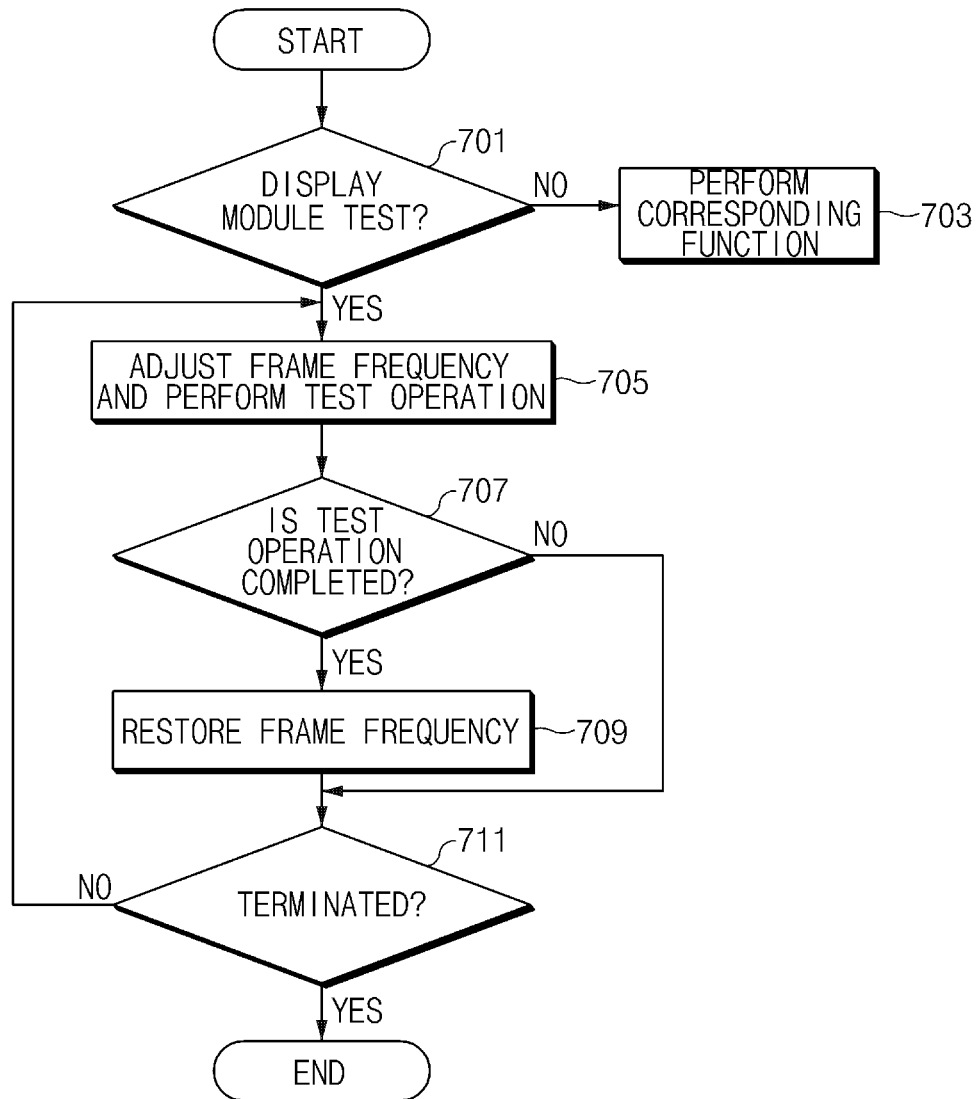 START
701
DISPLAY
MODULE TEST?
NO
PERFORM
CORRESPONDING
FUNCTION
703
YES
ADJUST FRAME FREQUENCY
AND PERFORM TEST OPERATION
705
707
IS TEST
OPERATION
COMPLETED?
NO
YES
RESTORE FRAME FREQUENCY
709
711
NO
TERMINATED?
YES
END